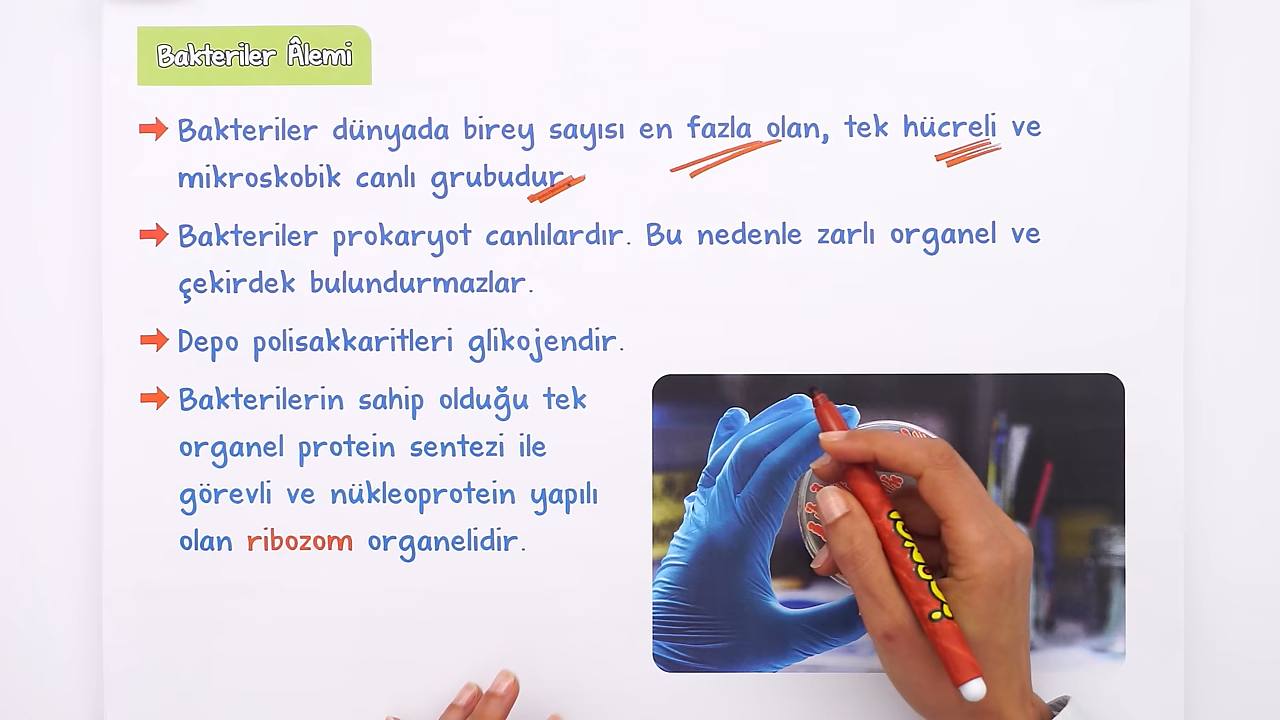 Bakteriler Âlemi
Bakteriler dünyada birey sayısı en fazla olan, tek hücreli ve
mikroskobik canlı grubudur.
Bakteriler prokaryot canlılardır. Bu nedenle zarlı organel ve
çekirdek bulundurmazlar.
Depo polisakkaritleri glikojendir.
Bakterilerin sahip olduğu tek
organel protein sentezi ile
görevli ve nükleoprotein yapılı
olan ribozom organelidir.